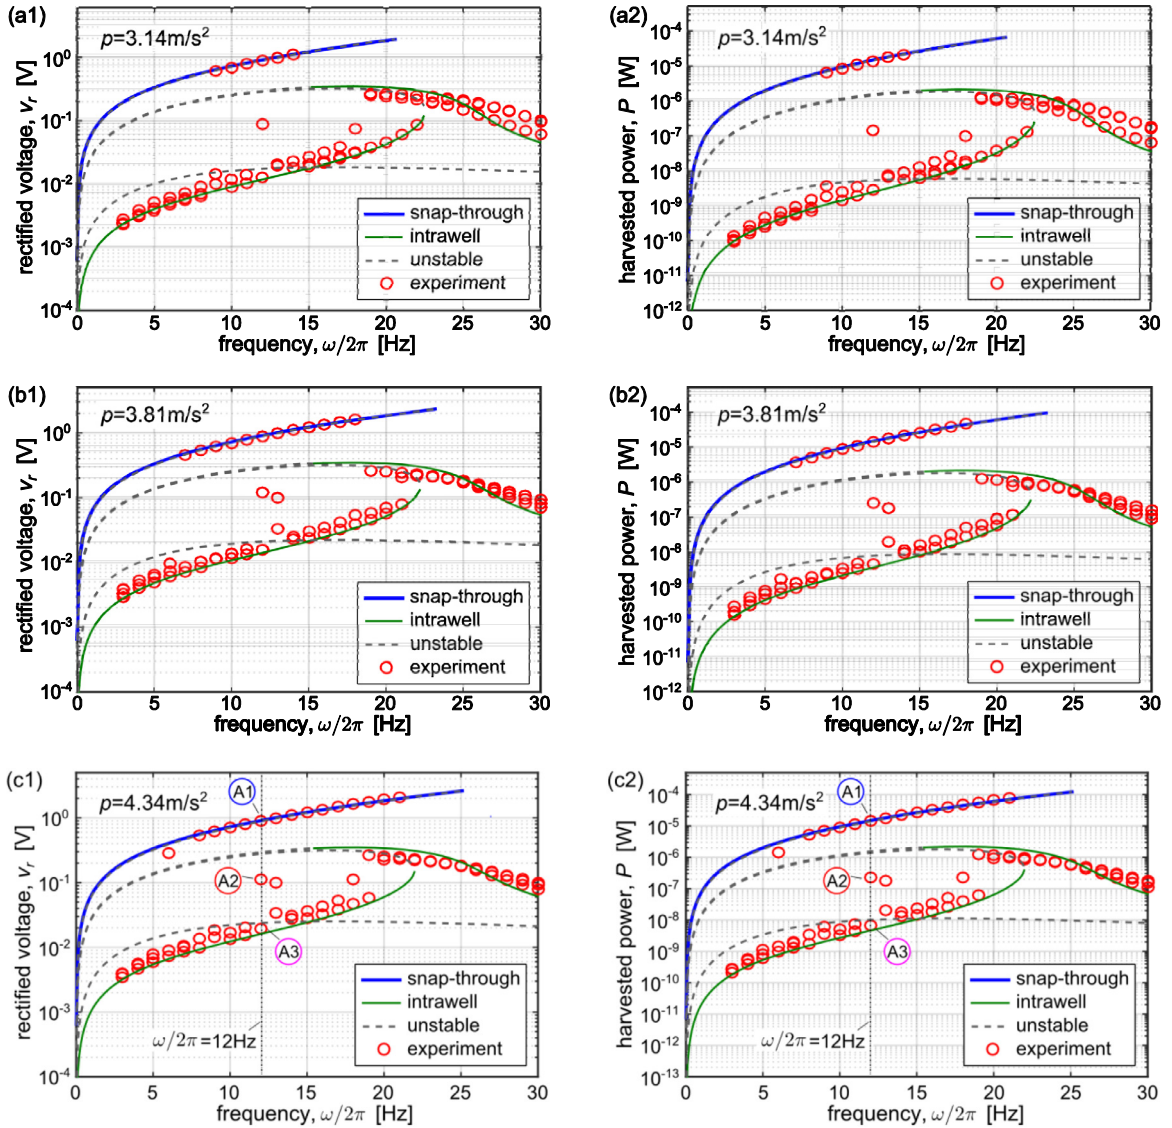 (a1)
p=3.14m/s²
rectified voltage, vᵣ [V]
10⁰
10⁻¹
10⁻²
10⁻³
10⁻⁴
snap-through
intrawell
unstable
experiment
0 5 10 15 20 25 30
frequency, ω/2π [Hz]
(a2)
p=3.14m/s²
harvested power, P [W]
10⁻⁴
10⁻⁵
10⁻⁶
10⁻⁷
10⁻⁸
10⁻⁹
10⁻¹⁰
10⁻¹¹
10⁻¹²
snap-through
intrawell
unstable
experiment
0 5 10 15 20 25 30
frequency, ω/2π [Hz]
(b1)
p=3.81m/s²
rectified voltage, vᵣ [V]
10⁰
10⁻¹
10⁻²
10⁻³
10⁻⁴
snap-through
intrawell
unstable
experiment
0 5 10 15 20 25 30
frequency, ω/2π [Hz]
(b2)
p=3.81m/s²
harvested power, P [W]
10⁻⁴
10⁻⁵
10⁻⁶
10⁻⁷
10⁻⁸
10⁻⁹
10⁻¹⁰
10⁻¹¹
10⁻¹²
snap-through
intrawell
unstable
experiment
0 5 10 15 20 25 30
frequency, ω/2π [Hz]
(c1)
p=4.34m/s²
rectified voltage, vᵣ [V]
10⁰
10⁻¹
10⁻²
10⁻³
10⁻⁴
A1
A2
A3
ω/2π=12Hz
snap-through
intrawell
unstable
experiment
0 5 10 15 20 25 30
frequency, ω/2π [Hz]
(c2)
p=4.34m/s²
harvested power, P [W]
10⁻⁴
10⁻⁵
10⁻⁶
10⁻⁷
10⁻⁸
10⁻⁹
10⁻¹⁰
10⁻¹¹
10⁻¹²
10⁻¹³
A1
A2
A3
ω/2π=12Hz
snap-through
intrawell
unstable
experiment
0 5 10 15 20 25 30
frequency, ω/2π [Hz]